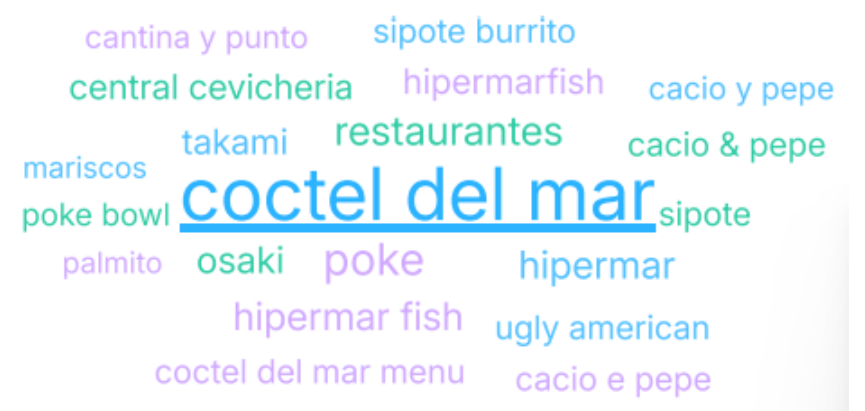 cantina y punto
sipote burrito
central cevicheria
hipermarfish
cacio y pepe
takami
restaurantes
cacio & pepe
mariscos
coctel del mar
poke bowl
sipote
palmito
osaki
poke
hipermar
hipermar fish
ugly american
coctel del mar menu
cacio e pepe